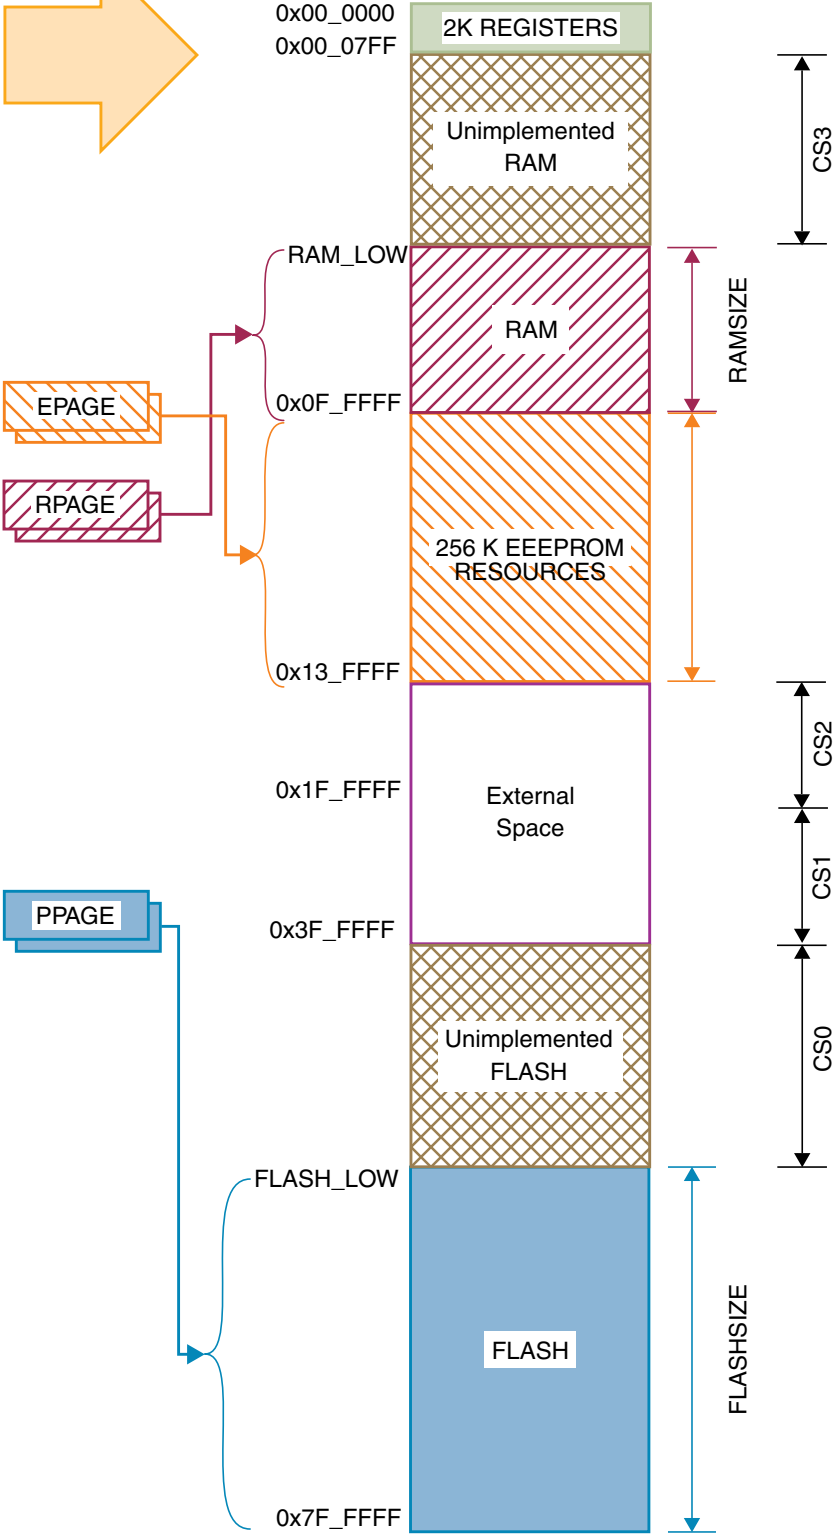 0x00_0000
2K REGISTERS
0x00_07FF
Unimplemented
RAM
CS3
RAM_LOW
RAM
RAMSIZE
0x0F_FFFF
EPAGE
RPAGE
256 K EEEPROM
RESOURCES
0x13_FFFF
CS2
0x1F_FFFF
External
Space
CS1
PPAGE
0x3F_FFFF
Unimplemented
FLASH
CS0
FLASH_LOW
FLASH
FLASHSIZE
0x7F_FFFF